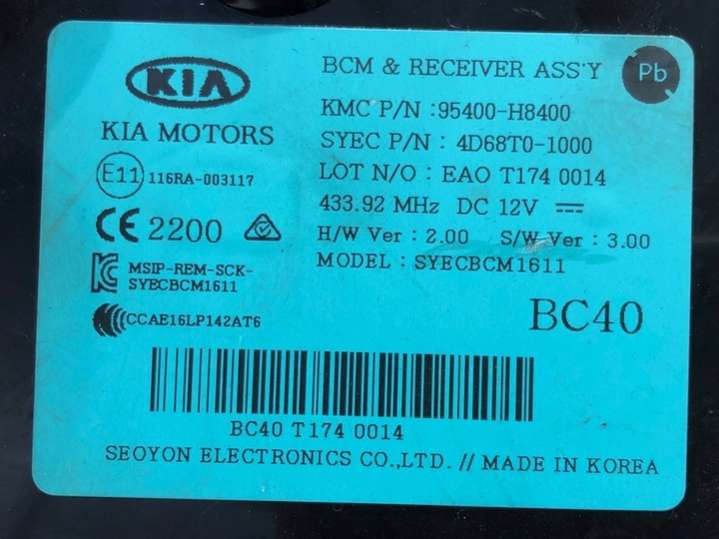 KIA
KIA MOTORS
E11 116RA-003117
CE 2200
MSIP-REM-SCK-
SYECBCM1611
CCAE16LP142AT6
BCM & RECEIVER ASS'Y
Pb
KMC P/N :95400-H8400
SYEC P/N : 4D68T0-1000
LOT N/O : EAO T174 0014
433.92 MHz DC 12V
H/W Ver : 2.00 S/W Ver : 3.00
MODEL : SYECBCM1611
BC40
BC40 T174 0014
SEOYON ELECTRONICS CO.,LTD. // MADE IN KOREA